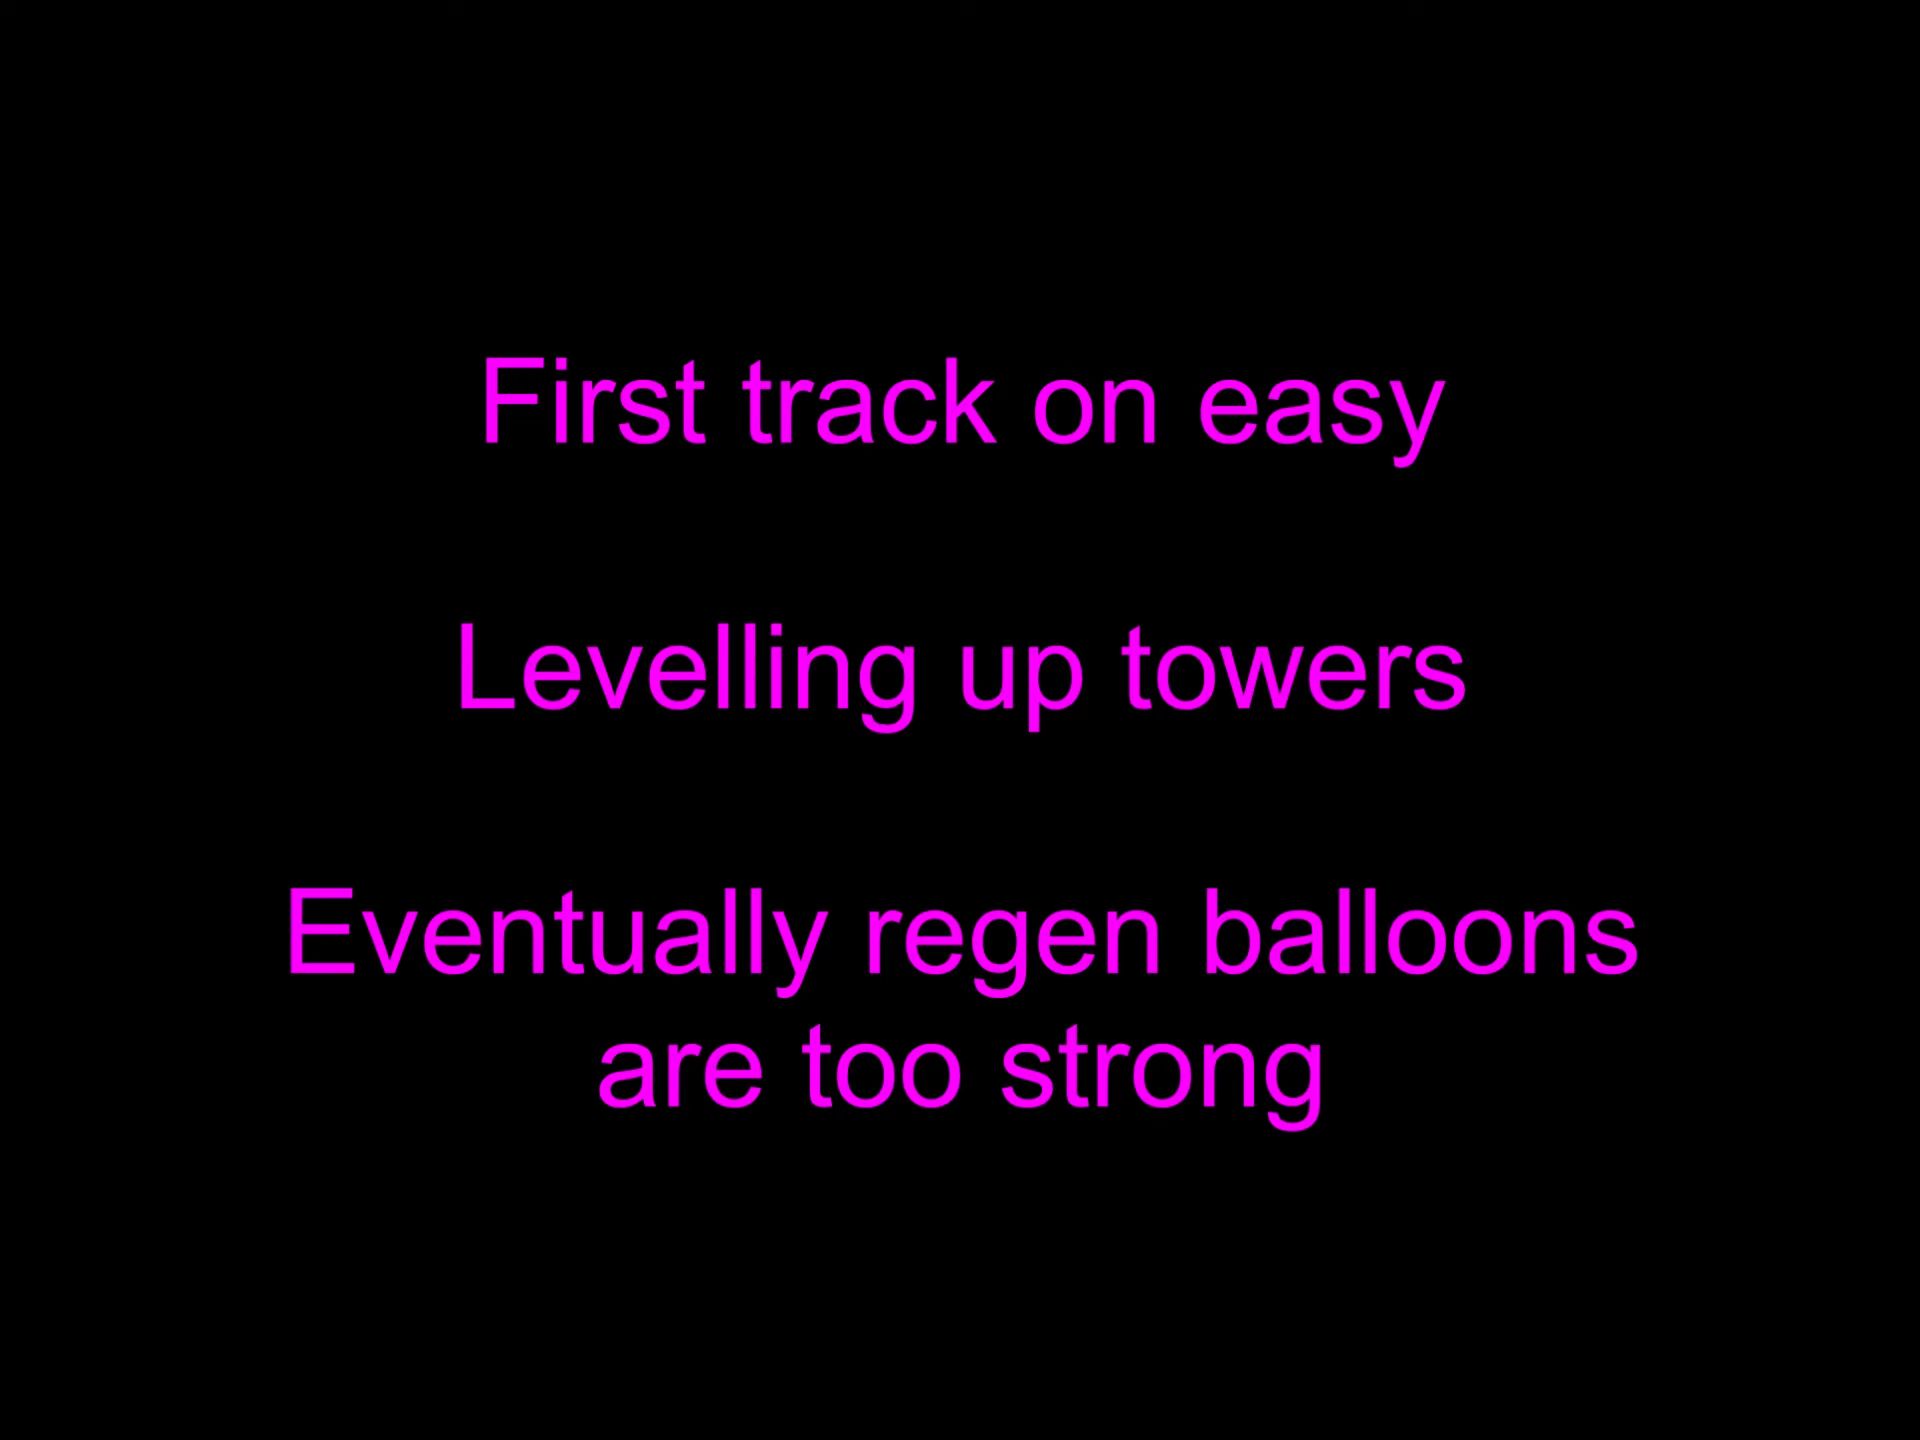 First track on easy
Levelling up towers
Eventually regen balloons
are too strong